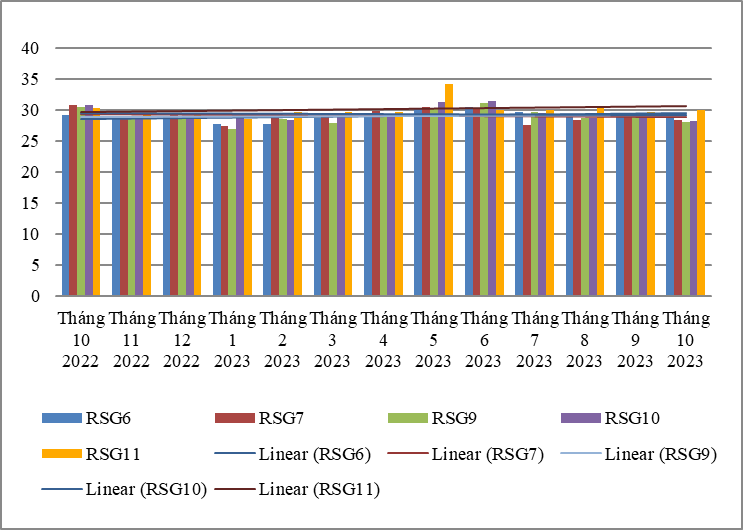 40
35
30
25
20
15
10
5
0
Tháng Tháng Tháng Tháng Tháng Tháng Tháng Tháng Tháng Tháng Tháng Tháng Tháng
10 11 12 1 2 3 4 5 6 7 8 9 10
2022 2022 2022 2023 2023 2023 2023 2023 2023 2023 2023 2023 2023
RSG6 RSG7 RSG9 RSG10
RSG11 Linear (RSG6) Linear (RSG7) Linear (RSG9)
Linear (RSG10) Linear (RSG11)